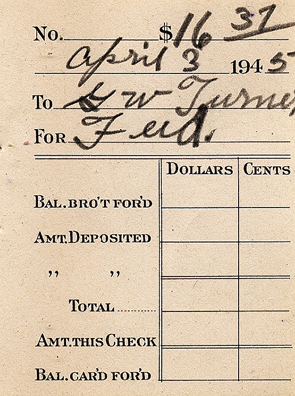 No. $16 37
april 3 1945
To G W Turner
For Feed.
Dollars Cents
Bal. bro't for'd
Amt. Deposited
,, ,,
Total
Amt. this Check
Bal. car'd for'd